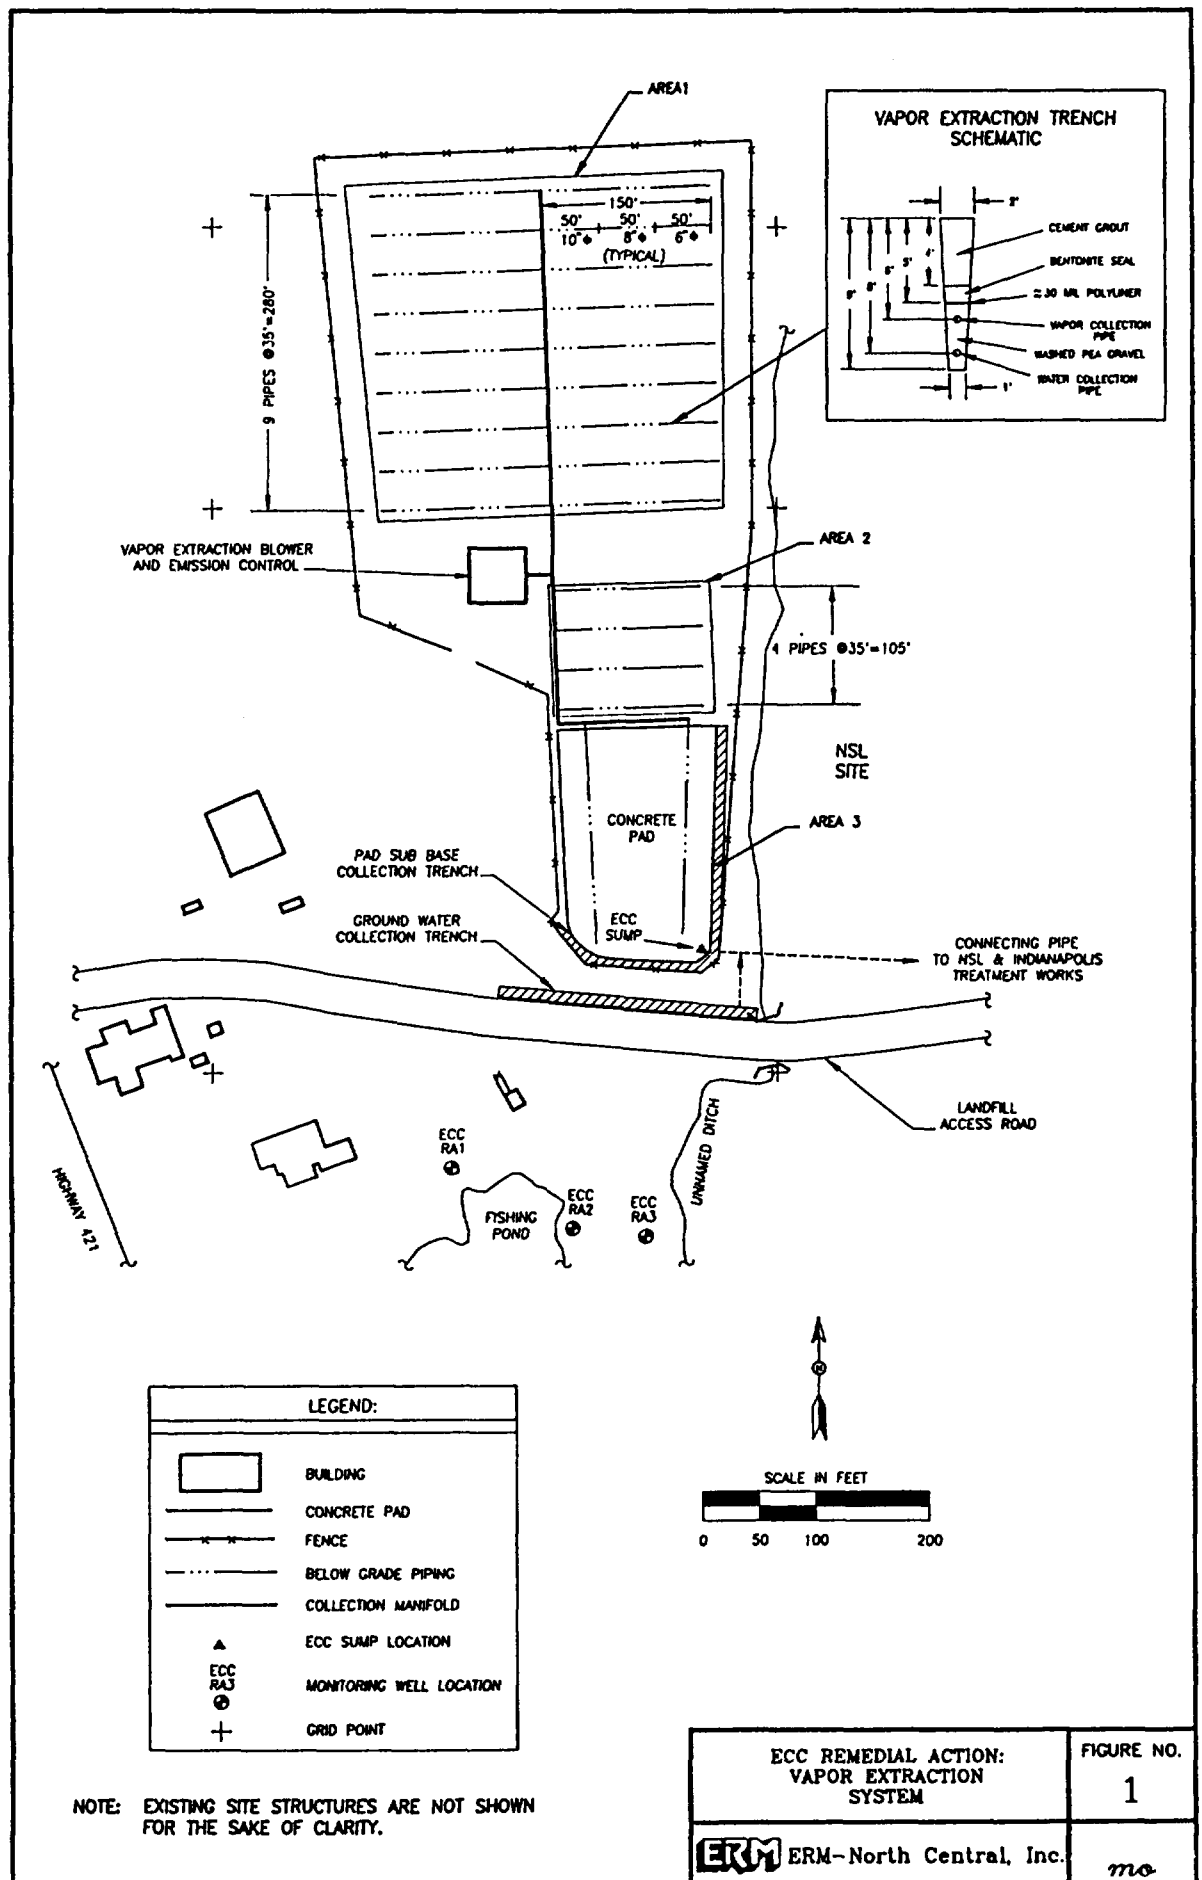 AREA1
VAPOR EXTRACTION TRENCH
SCHEMATIC
2'
CEMENT GROUT
BENTONITE SEAL
≈30 MIL POLYLINER
VAPOR COLLECTION
PIPE
WASHED PEA GRAVEL
WATER COLLECTION
PIPE
9'
8'
6'
5'
4'
1'
150'
50' 50' 50'
10"ϕ 8"ϕ 6"ϕ
(TYPICAL)
9 PIPES @35'=280'
VAPOR EXTRACTION BLOWER
AND EMISSION CONTROL
AREA 2
4 PIPES @35'=105'
NSL
SITE
CONCRETE
PAD
AREA 3
PAD SUB BASE
COLLECTION TRENCH
GROUND WATER
COLLECTION TRENCH
ECC
SUMP
CONNECTING PIPE
TO NSL & INDIANAPOLIS
TREATMENT WORKS
LANDFILL
ACCESS ROAD
HIGHWAY 421
ECC
RA1
FISHING
POND
ECC
RA2
ECC
RA3
UNNAMED DITCH
N
SCALE IN FEET
0 50 100 200
LEGEND:
BUILDING
CONCRETE PAD
FENCE
BELOW GRADE PIPING
COLLECTION MANIFOLD
ECC SUMP LOCATION
ECC
RA3
MONITORING WELL LOCATION
GRID POINT
NOTE: EXISTING SITE STRUCTURES ARE NOT SHOWN
FOR THE SAKE OF CLARITY.
ECC REMEDIAL ACTION:
VAPOR EXTRACTION
SYSTEM
FIGURE NO.
1
ERM ERM-North Central, Inc.
mo